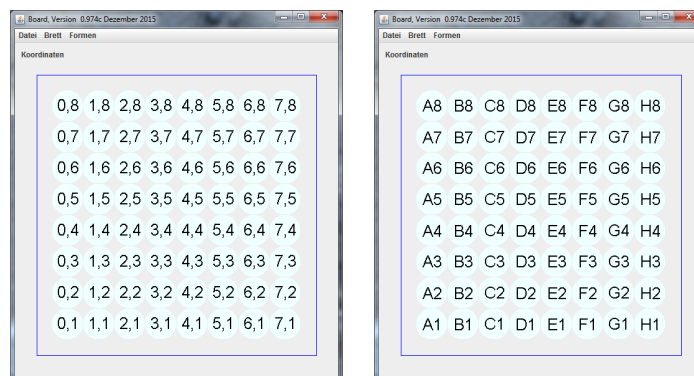 Board, Version 0.974c Dezember 2015
Datei Brett Formen
Koordinaten
0,8 1,8 2,8 3,8 4,8 5,8 6,8 7,8
0,7 1,7 2,7 3,7 4,7 5,7 6,7 7,7
0,6 1,6 2,6 3,6 4,6 5,6 6,6 7,6
0,5 1,5 2,5 3,5 4,5 5,5 6,5 7,5
0,4 1,4 2,4 3,4 4,4 5,4 6,4 7,4
0,3 1,3 2,3 3,3 4,3 5,3 6,3 7,3
0,2 1,2 2,2 3,2 4,2 5,2 6,2 7,2
0,1 1,1 2,1 3,1 4,1 5,1 6,1 7,1
Board, Version 0.974c Dezember 2015
Datei Brett Formen
Koordinaten
A8 B8 C8 D8 E8 F8 G8 H8
A7 B7 C7 D7 E7 F7 G7 H7
A6 B6 C6 D6 E6 F6 G6 H6
A5 B5 C5 D5 E5 F5 G5 H5
A4 B4 C4 D4 E4 F4 G4 H4
A3 B3 C3 D3 E3 F3 G3 H3
A2 B2 C2 D2 E2 F2 G2 H2
A1 B1 C1 D1 E1 F1 G1 H1